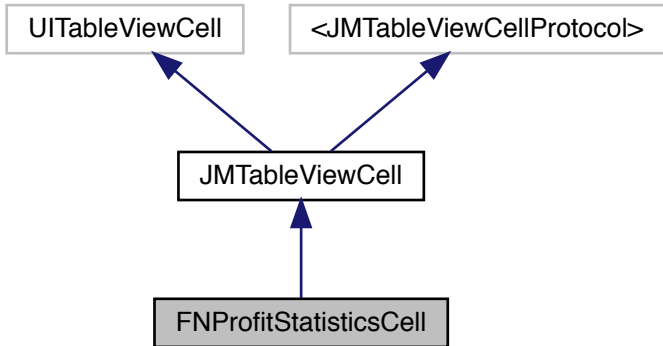 UITableViewCell
<JMTableViewCellProtocol>
JMTableViewCell
FNProfitStatisticsCell